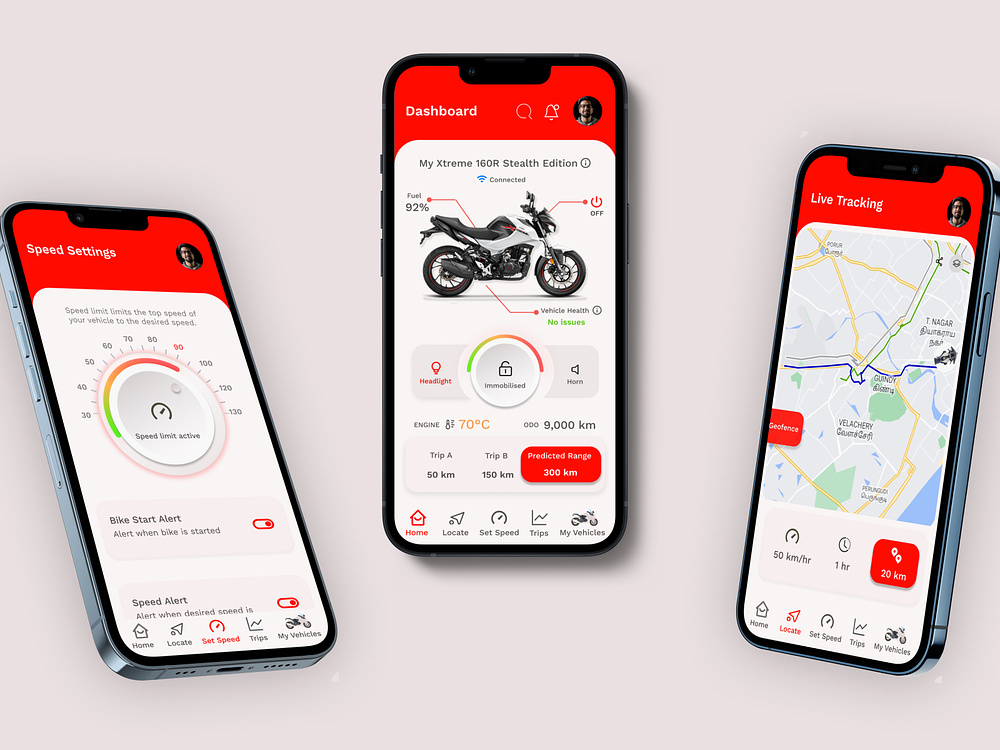 Speed Settings
Speed limit limits the top speed of
your vehicle to the desired speed.
30
40
50
60
70
80
90
100
120
130
Speed limit active
Bike Start Alert
Alert when bike is started
Speed Alert
Alert when desired speed is
Home
Locate
Set Speed
Trips
My Vehicles
Dashboard
My Xtreme 160R Stealth Edition
Connected
Fuel
92%
OFF
Vehicle Health
No issues
Headlight
Immobilised
Horn
ENGINE 70°C
ODO 9,000 km
Trip A
50 km
Trip B
150 km
Predicted Range
300 km
Home
Locate
Set Speed
Trips
My Vehicles
Live Tracking
PORUR
போரூர்
T. NAGAR
தியாகராய
நகர்
GUINDY
கிண்டி
VELACHERY
வேளச்சேரி
Geofence
PERUNGUDI
பெருங்குடி
50 km/hr
1 hr
20 km
Home
Locate
Set Speed
Trips
My Vehicles